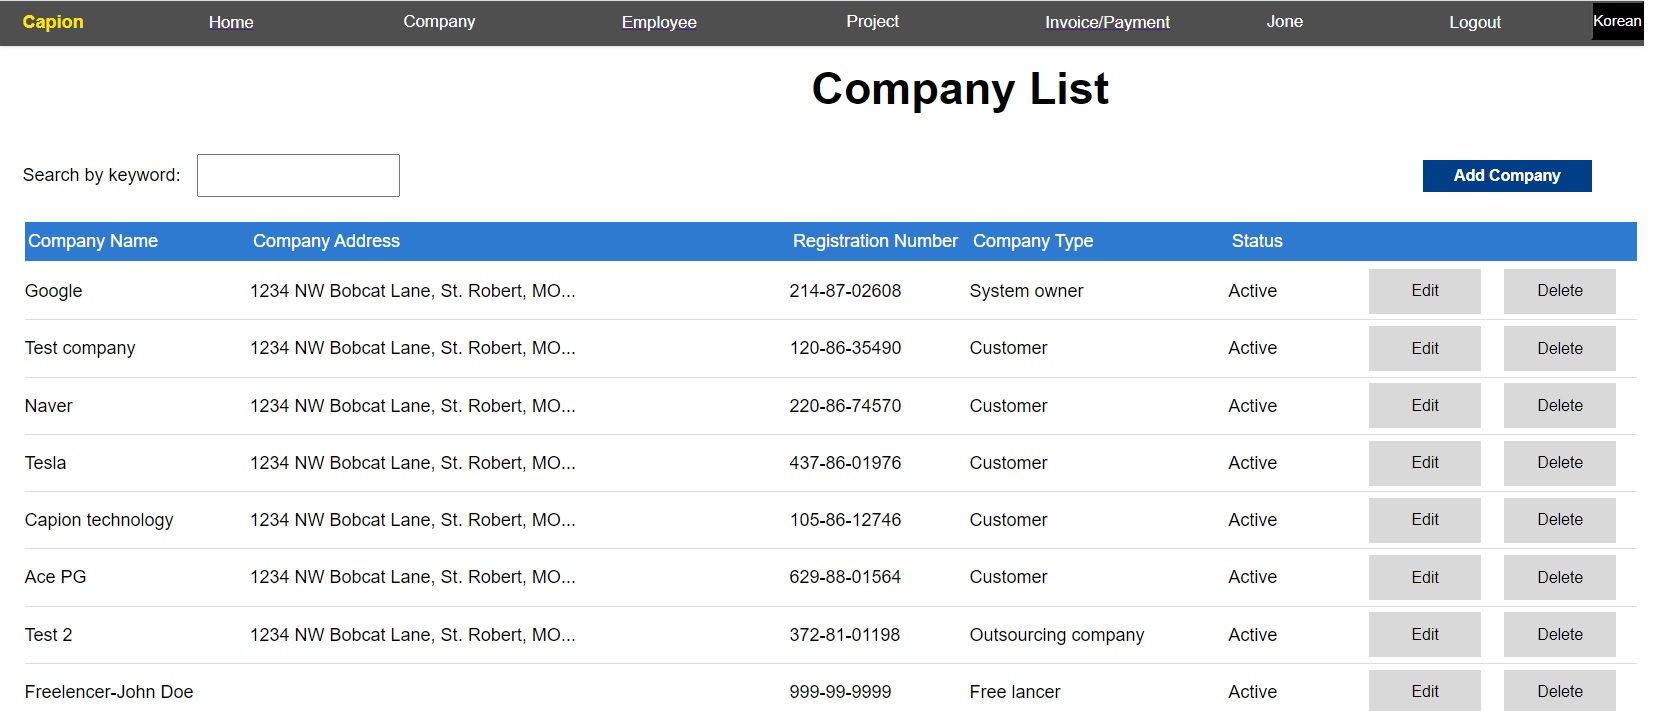 Capion Home Company Employee Project Invoice/Payment Jone Logout Korean
Company List
Search by keyword: Add Company
Company Name Company Address Registration Number Company Type Status
Google 1234 NW Bobcat Lane, St. Robert, MO... 214-87-02608 System owner Active Edit Delete
Test company 1234 NW Bobcat Lane, St. Robert, MO... 120-86-35490 Customer Active Edit Delete
Naver 1234 NW Bobcat Lane, St. Robert, MO... 220-86-74570 Customer Active Edit Delete
Tesla 1234 NW Bobcat Lane, St. Robert, MO... 437-86-01976 Customer Active Edit Delete
Capion technology 1234 NW Bobcat Lane, St. Robert, MO... 105-86-12746 Customer Active Edit Delete
Ace PG 1234 NW Bobcat Lane, St. Robert, MO... 629-88-01564 Customer Active Edit Delete
Test 2 1234 NW Bobcat Lane, St. Robert, MO... 372-81-01198 Outsourcing company Active Edit Delete
Freelencer-John Doe 999-99-9999 Free lancer Active Edit Delete